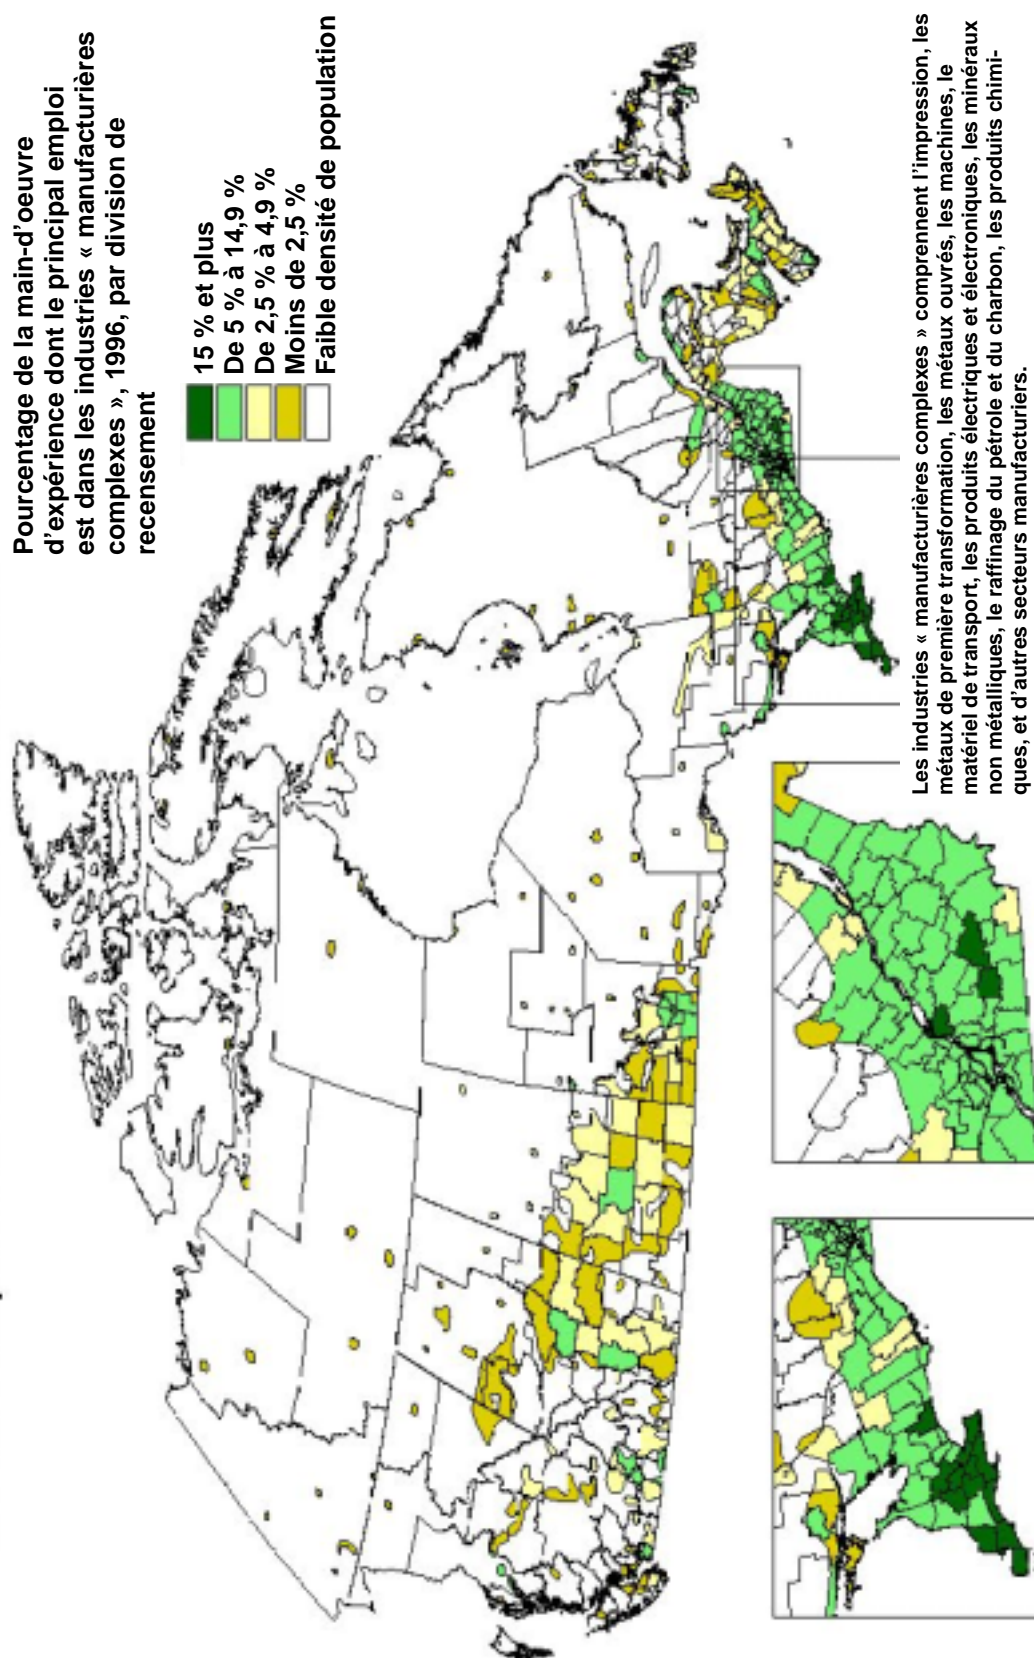 Pourcentage de la main-d'oeuvre
d'expérience dont le principal emploi
est dans les industries « manufacturières
complexes », 1996, par division de
recensement
15 % et plus
De 5 % à 14,9 %
De 2,5 % à 4,9 %
Moins de 2,5 %
Faible densité de population
Les industries « manufacturières complexes » comprennent l'impression, les
métaux de première transformation, les métaux ouvrés, les machines, le
matériel de transport, les produits électriques et électroniques, les minéraux
non métalliques, le raffinage du pétrole et du charbon, les produits chimi-
ques, et d'autres secteurs manufacturiers.